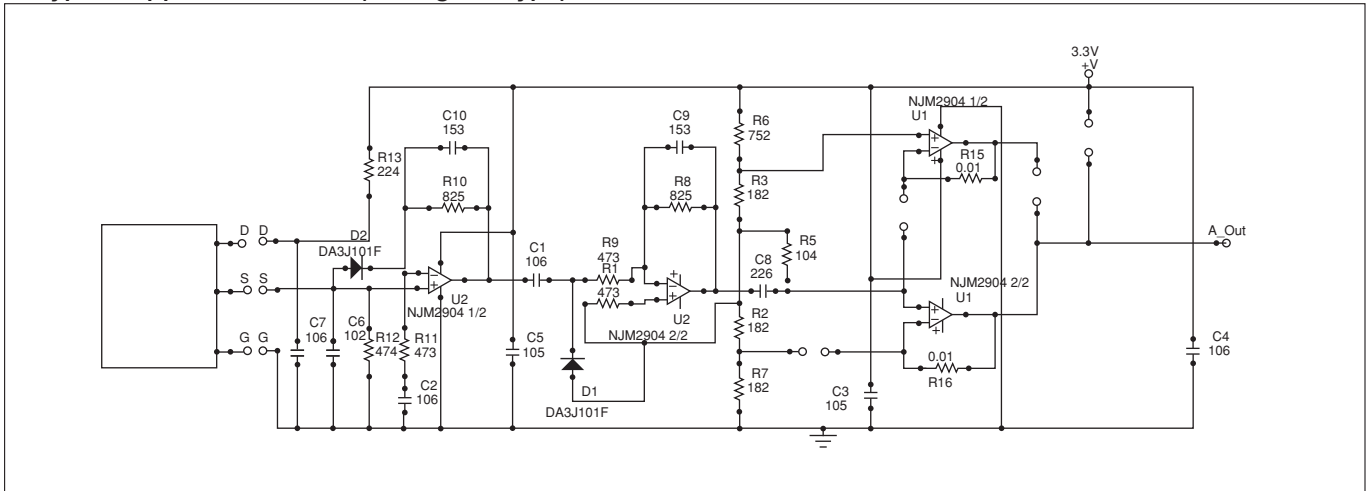 3.3V
+V
C10
153
C9
153
R6
752
NJM2904 1/2
U1
R13
224
R10
825
R8
825
R3
182
R15
0.01
D D
D2
DA3J101F
R5
104
A_Out
S S
C1
106
R9
473
R1
473
C8
226
NJM2904 2/2
U1
U2
NJM2904 1/2
U2
NJM2904 2/2
G G
C7
106
C6
102
R12
474
R11
473
C5
105
R2
182
C4
106
0.01
R16
C2
106
D1
DA3J101F
R7
182
C3
105